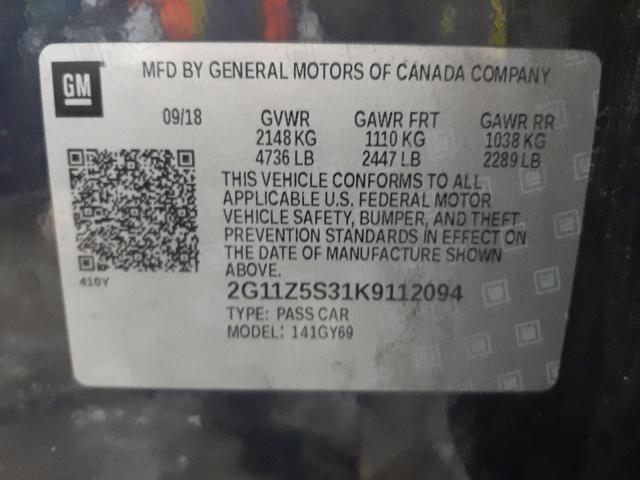 GM
MFD BY GENERAL MOTORS OF CANADA COMPANY
09/18 GVWR GAWR FRT GAWR RR
2148 KG 1110 KG 1038 KG
4736 LB 2447 LB 2289 LB
THIS VEHICLE CONFORMS TO ALL
APPLICABLE U.S. FEDERAL MOTOR
VEHICLE SAFETY, BUMPER, AND THEFT
PREVENTION STANDARDS IN EFFECT ON
THE DATE OF MANUFACTURE SHOWN
ABOVE.
410Y
2G11Z5S31K9112094
TYPE: PASS CAR
MODEL: 141GY69